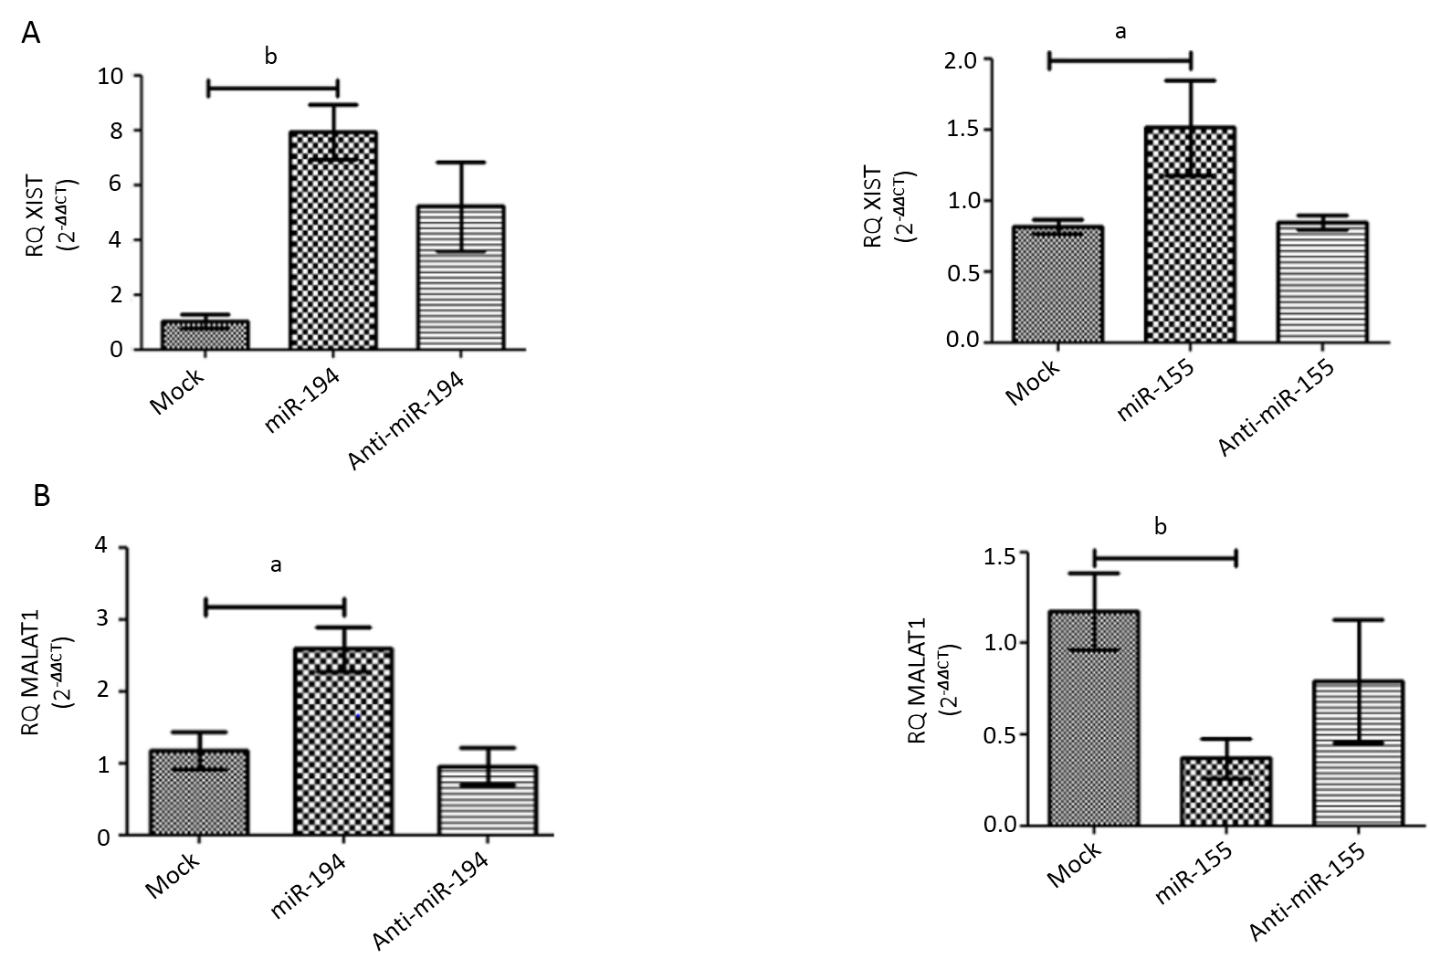 A
b
10
8
6
4
2
0
RQ XIST
(2-ΔΔCT)
Mock
miR-194
Anti-miR-194
a
2.0
1.5
1.0
0.5
0.0
RQ XIST
(2-ΔΔCT)
Mock
miR-155
Anti-miR-155
B
a
4
3
2
1
0
RQ MALAT1
(2-ΔΔCT)
Mock
miR-194
Anti-miR-194
b
1.5
1.0
0.5
0.0
RQ MALAT1
(2-ΔΔCT)
Mock
miR-155
Anti-miR-155